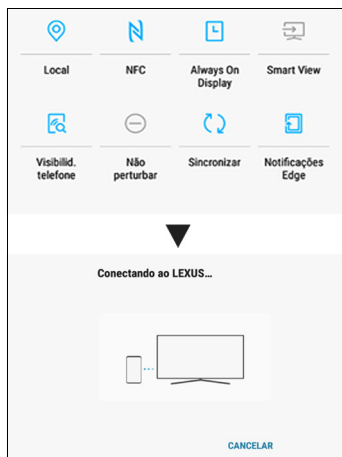 Local
NFC
Always On
Display
Smart View
Visibilid.
telefone
Não
perturbar
Sincronizar
Notificações
Edge
Conectando ao LEXUS...
CANCELAR